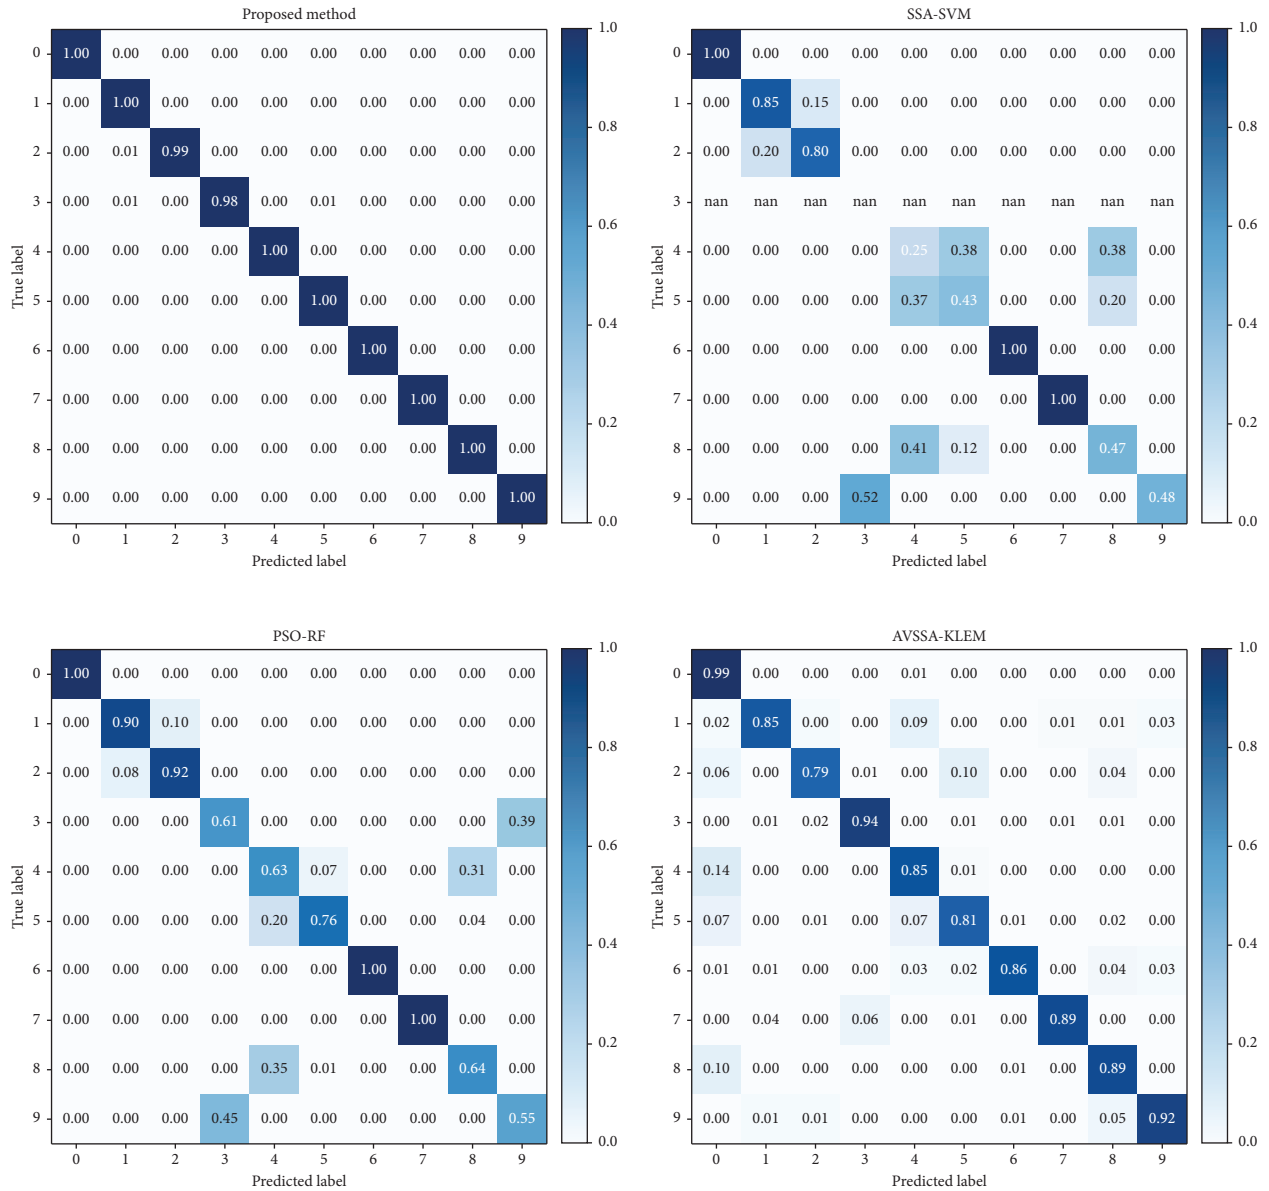 Proposed method
0 1.00 0.00 0.00 0.00 0.00 0.00 0.00 0.00 0.00 0.00
1 0.00 1.00 0.00 0.00 0.00 0.00 0.00 0.00 0.00 0.00
2 0.00 0.01 0.99 0.00 0.00 0.00 0.00 0.00 0.00 0.00
3 0.00 0.01 0.00 0.98 0.00 0.01 0.00 0.00 0.00 0.00
4 0.00 0.00 0.00 0.00 1.00 0.00 0.00 0.00 0.00 0.00
5 0.00 0.00 0.00 0.00 0.00 1.00 0.00 0.00 0.00 0.00
6 0.00 0.00 0.00 0.00 0.00 0.00 1.00 0.00 0.00 0.00
7 0.00 0.00 0.00 0.00 0.00 0.00 0.00 1.00 0.00 0.00
8 0.00 0.00 0.00 0.00 0.00 0.00 0.00 0.00 1.00 0.00
9 0.00 0.00 0.00 0.00 0.00 0.00 0.00 0.00 0.00 1.00
0 1 2 3 4 5 6 7 8 9
Predicted label
True label
1.0
0.8
0.6
0.4
0.2
0.0
SSA-SVM
0 1.00 0.00 0.00 0.00 0.00 0.00 0.00 0.00 0.00 0.00
1 0.00 0.85 0.15 0.00 0.00 0.00 0.00 0.00 0.00 0.00
2 0.00 0.20 0.80 0.00 0.00 0.00 0.00 0.00 0.00 0.00
3 nan nan nan nan nan nan nan nan nan nan
4 0.00 0.00 0.00 0.00 0.25 0.38 0.00 0.00 0.38 0.00
5 0.00 0.00 0.00 0.00 0.37 0.43 0.00 0.00 0.20 0.00
6 0.00 0.00 0.00 0.00 0.00 0.00 1.00 0.00 0.00 0.00
7 0.00 0.00 0.00 0.00 0.00 0.00 0.00 1.00 0.00 0.00
8 0.00 0.00 0.00 0.00 0.41 0.12 0.00 0.00 0.47 0.00
9 0.00 0.00 0.00 0.52 0.00 0.00 0.00 0.00 0.00 0.48
0 1 2 3 4 5 6 7 8 9
Predicted label
True label
1.0
0.8
0.6
0.4
0.2
0.0
PSO-RF
0 1.00 0.00 0.00 0.00 0.00 0.00 0.00 0.00 0.00 0.00
1 0.00 0.90 0.10 0.00 0.00 0.00 0.00 0.00 0.00 0.00
2 0.00 0.08 0.92 0.00 0.00 0.00 0.00 0.00 0.00 0.00
3 0.00 0.00 0.00 0.61 0.00 0.00 0.00 0.00 0.00 0.39
4 0.00 0.00 0.00 0.00 0.63 0.07 0.00 0.00 0.31 0.00
5 0.00 0.00 0.00 0.00 0.20 0.76 0.00 0.00 0.04 0.00
6 0.00 0.00 0.00 0.00 0.00 0.00 1.00 0.00 0.00 0.00
7 0.00 0.00 0.00 0.00 0.00 0.00 0.00 1.00 0.00 0.00
8 0.00 0.00 0.00 0.00 0.35 0.01 0.00 0.00 0.64 0.00
9 0.00 0.00 0.00 0.45 0.00 0.00 0.00 0.00 0.00 0.55
0 1 2 3 4 5 6 7 8 9
Predicted label
True label
1.0
0.8
0.6
0.4
0.2
0.0
AVSSA-KLEM
0 0.99 0.00 0.00 0.00 0.01 0.00 0.00 0.00 0.00 0.00
1 0.02 0.85 0.00 0.00 0.09 0.00 0.00 0.01 0.01 0.03
2 0.06 0.00 0.79 0.01 0.00 0.10 0.00 0.00 0.04 0.00
3 0.00 0.01 0.02 0.94 0.00 0.01 0.00 0.01 0.01 0.00
4 0.14 0.00 0.00 0.00 0.85 0.01 0.00 0.00 0.00 0.00
5 0.07 0.00 0.01 0.00 0.07 0.81 0.01 0.00 0.02 0.00
6 0.01 0.01 0.00 0.00 0.03 0.02 0.86 0.00 0.04 0.03
7 0.00 0.04 0.00 0.06 0.00 0.01 0.00 0.89 0.00 0.00
8 0.10 0.00 0.00 0.00 0.00 0.00 0.01 0.00 0.89 0.00
9 0.00 0.01 0.01 0.00 0.00 0.00 0.01 0.00 0.05 0.92
0 1 2 3 4 5 6 7 8 9
Predicted label
True label
1.0
0.8
0.6
0.4
0.2
0.0